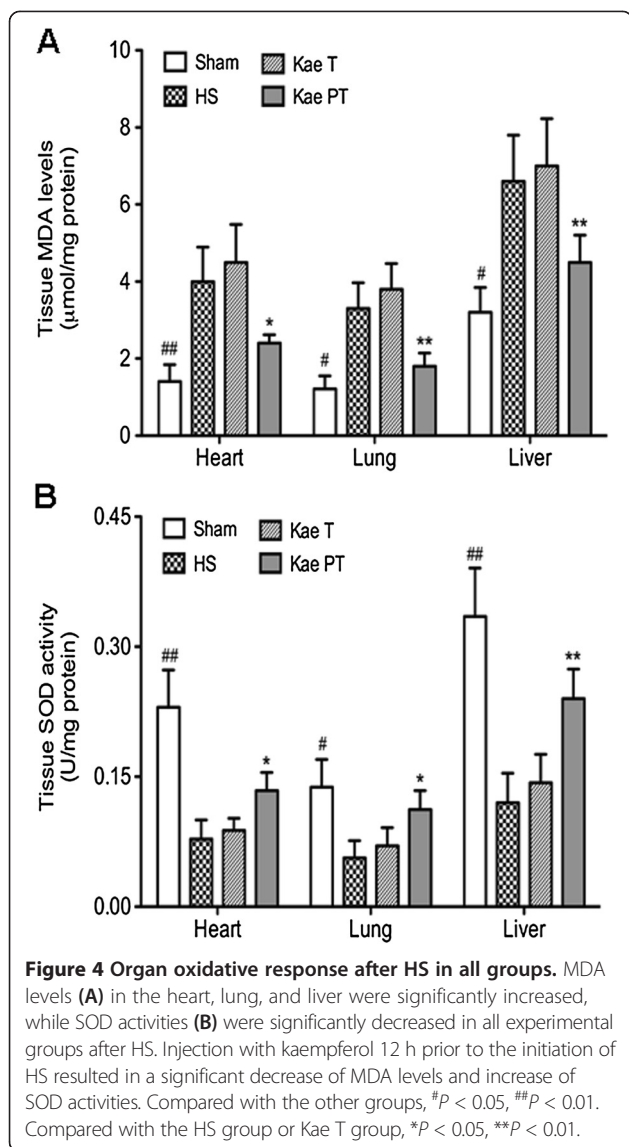 A
Tissue MDA levels
(μmol/mg protein)
10
8
6
4
2
0
Sham
Kae T
HS
Kae PT
##
*
#
**
#
**
Heart
Lung
Liver
B
Tissue SOD activity
(U/mg protein)
0.45
0.30
0.15
0.00
Sham
Kae T
HS
Kae PT
##
*
#
*
##
**
Heart
Lung
Liver
Figure 4 Organ oxidative response after HS in all groups. MDA
levels (A) in the heart, lung, and liver were significantly increased,
while SOD activities (B) were significantly decreased in all experimental
groups after HS. Injection with kaempferol 12 h prior to the initiation of
HS resulted in a significant decrease of MDA levels and increase of
SOD activities. Compared with the other groups, #P < 0.05, ##P < 0.01.
Compared with the HS group or Kae T group, *P < 0.05, **P < 0.01.